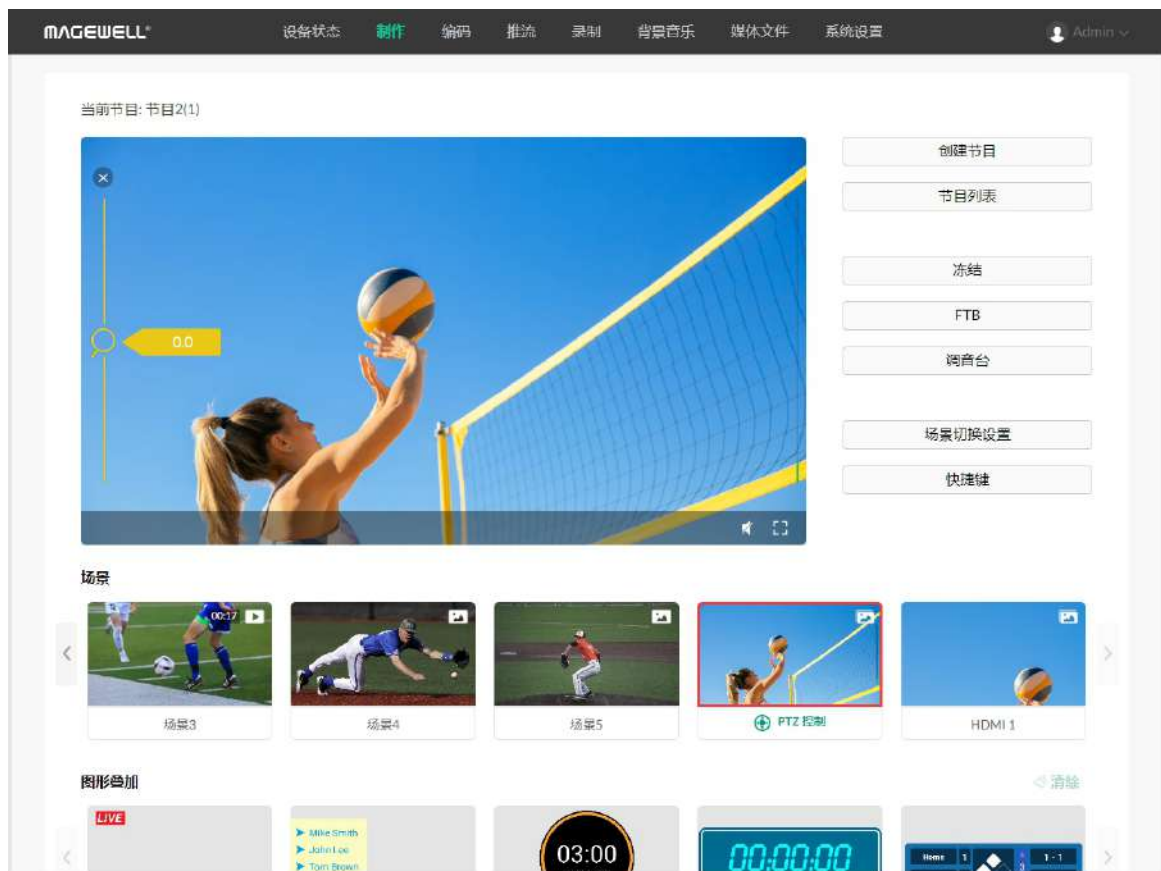 MAGEWELL®
设备状态 制作 编码 推流 录制 背景音乐 媒体文件 系统设置 Admin
当前节目: 节目2(1)
创建节目
节目列表
0.0
冻结
FTB
调音台
场景切换设置
快捷键
场景
00:17
场景3 场景4 场景5 PTZ 控制 HDMI 1
图形叠加 清除
LIVE
Mike Smith
John Lee
Tom Brown
03:00
00:00:00
Home 1 1 - 1